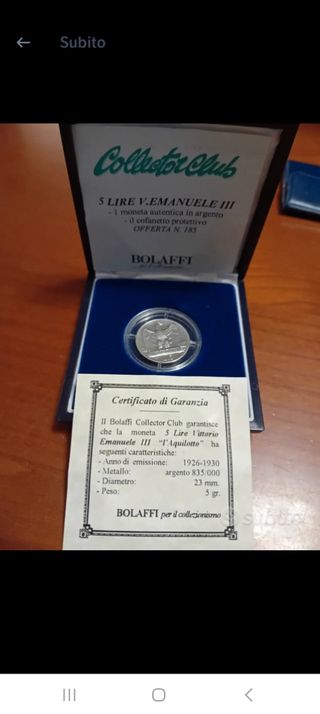 Subito
Collector Club
5 LIRE V.EMANUELE III
- 1 moneta autentica in argento
- il cofanetto protettivo
OFFERTA N. 185
BOLAFFI
Certificato di Garanzia
Il Bolaffi Collector Club garantisce
che la moneta 5 Lire Vittorio
Emanuele III "l'Aquilotto" ha
seguenti caratteristiche:
- Anno di emissione: 1926-1930
- Metallo: argento 835/000
- Diametro: 23 mm.
- Peso: 5 gr.
BOLAFFI per il collezionismo
subito